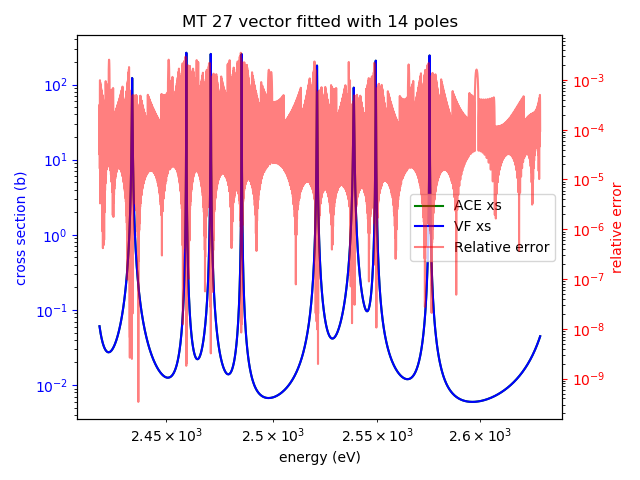 MT 27 vector fitted with 14 poles
cross section (b)
10²
10¹
10⁰
10⁻¹
10⁻²
10⁻³
10⁻⁴
10⁻⁵
10⁻⁶
10⁻⁷
10⁻⁸
10⁻⁹
relative error
ACE xs
VF xs
Relative error
2.45 × 10³
2.5 × 10³
2.55 × 10³
2.6 × 10³
energy (eV)